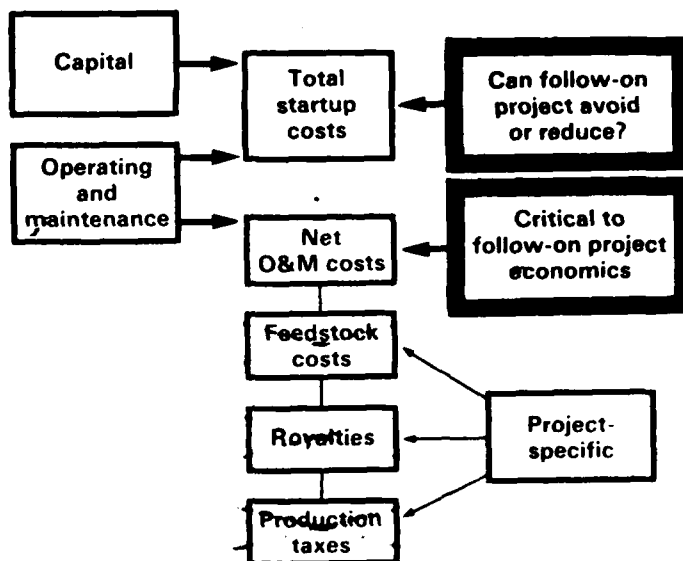 Capital
Total
startup
costs
Can follow-on
project avoid
or reduce?
Operating
and
maintenance
Net
O&M costs
Critical to
follow-on project
economics
Feedstock
costs
Royalties
Project-
specific
Production
taxes